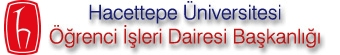 Hacettepe Üniversitesi
Öğrenci İşleri Dairesi Başkanlığı